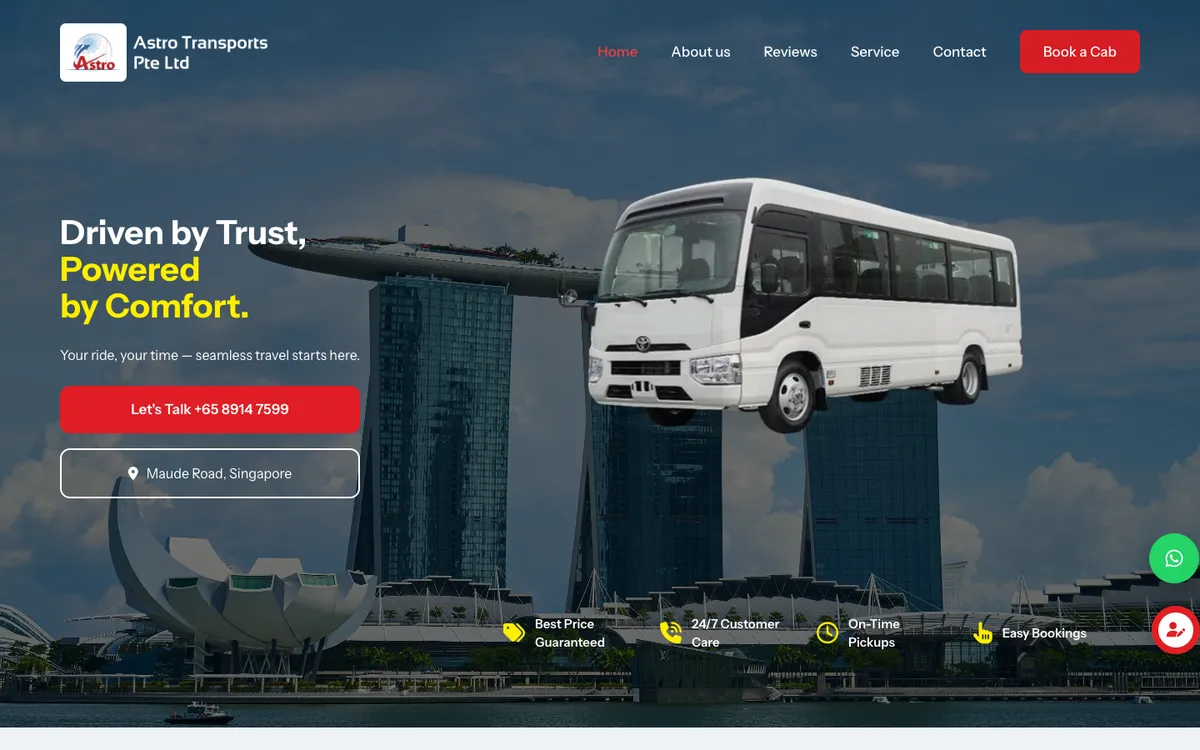 Astro
Astro Transports
Pte Ltd
Home
About us
Reviews
Service
Contact
Book a Cab
Driven by Trust,
Powered
by Comfort.
Your ride, your time — seamless travel starts here.
Let's Talk +65 8914 7599
Maude Road, Singapore
Best Price
Guaranteed
24/7 Customer
Care
On-Time
Pickups
Easy Bookings